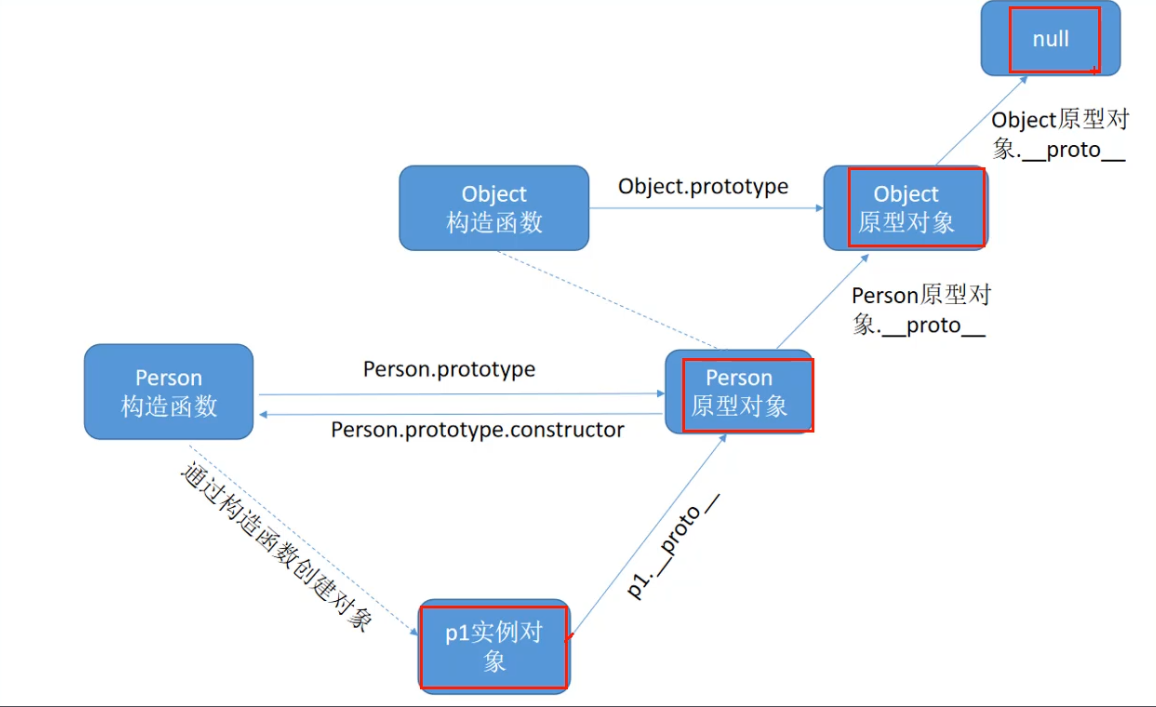 null
Object原型对
象.__proto__
Object
构造函数
Object.prototype
Object
原型对象
Person原型对
象.__proto__
Person
构造函数
Person.prototype
Person.prototype.constructor
Person
原型对象
通过构造函数创建对象
p1.__proto__
p1实例对
象